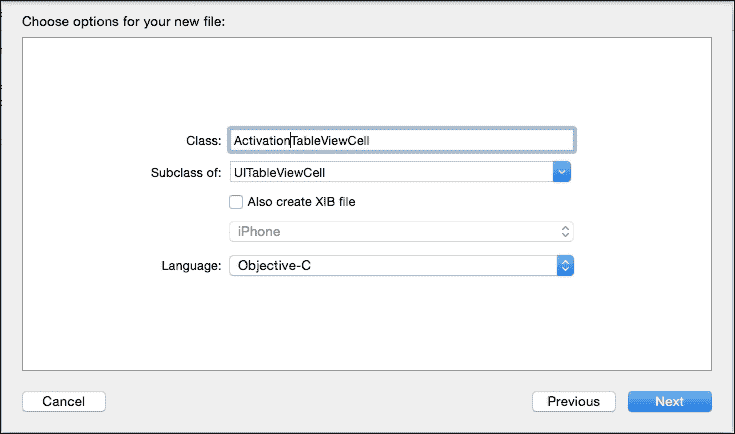 Choose options for your new file:
Class: ActivationTableViewCell
Subclass of: UITableViewCell
Also create XIB file
iPhone
Language: Objective-C
Cancel Previous Next